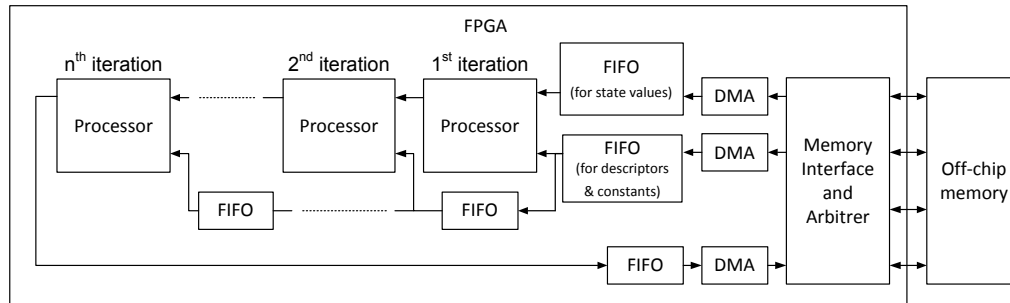 FPGA
nth iteration
2nd iteration
1st iteration
Processor
Processor
Processor
FIFO
(for state values)
DMA
FIFO
(for descriptors
& constants)
DMA
Memory
Interface
and
Arbitrer
Off-chip
memory
FIFO
FIFO
FIFO
DMA